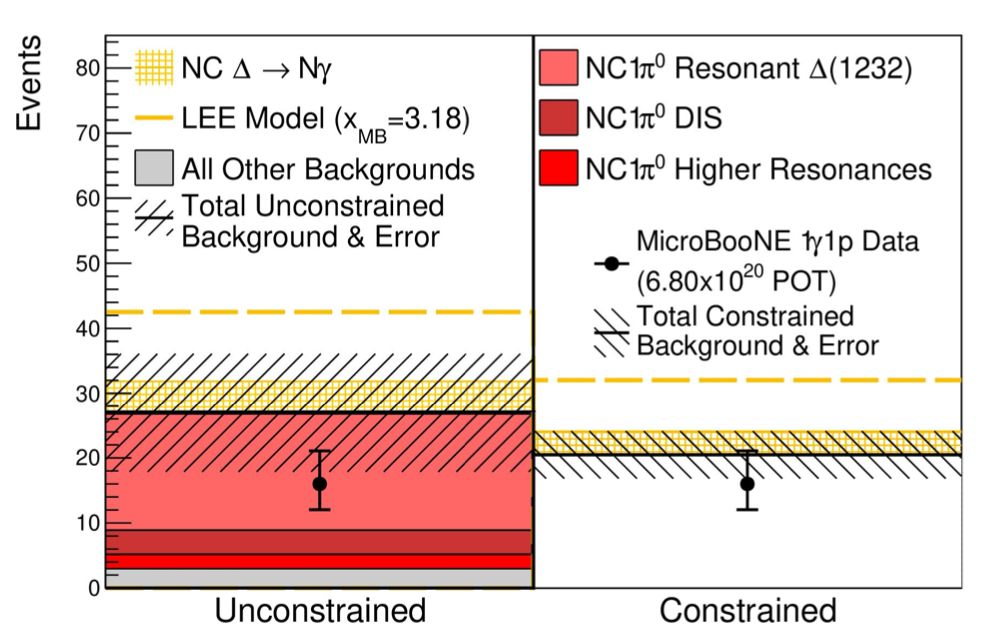 Events
80
70
60
50
40
30
20
10
0
NC Δ → Nγ
LEE Model (x_MB=3.18)
All Other Backgrounds
Total Unconstrained
Background & Error
NC1π⁰ Resonant Δ(1232)
NC1π⁰ DIS
NC1π⁰ Higher Resonances
MicroBooNE 1γ1p Data
(6.80x10²⁰ POT)
Total Constrained
Background & Error
Unconstrained
Constrained